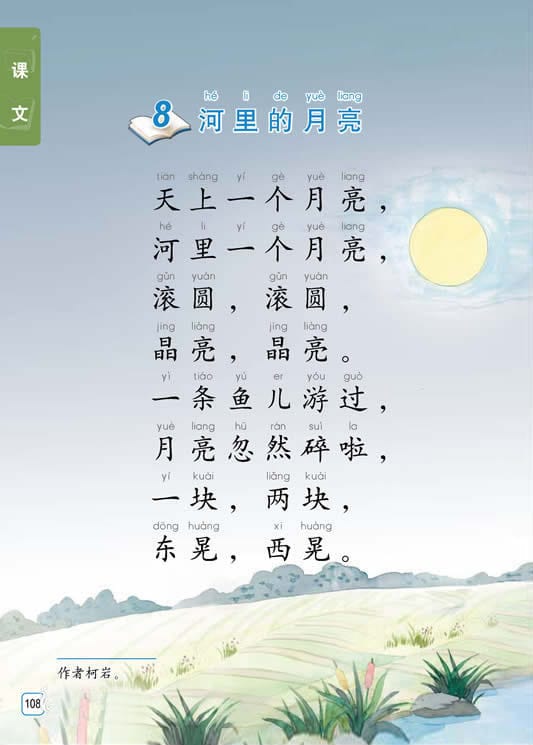 课文
hé li de yuè liang
8 河里的月亮
tiān shàng yí gè yuè liang
天上一个月亮，
hé li yí gè yuè liang
河里一个月亮，
gǔn yuán gǔn yuán
滚圆，滚圆，
jīng liàng jīng liàng
晶亮，晶亮。
yì tiáo yú er yóu guò
一条鱼儿游过，
yuè liang hū rán suì la
月亮忽然碎啦，
yí kuài liǎng kuài
一块，两块，
dōng huàng xi huàng
东晃，西晃。
作者柯岩。
108